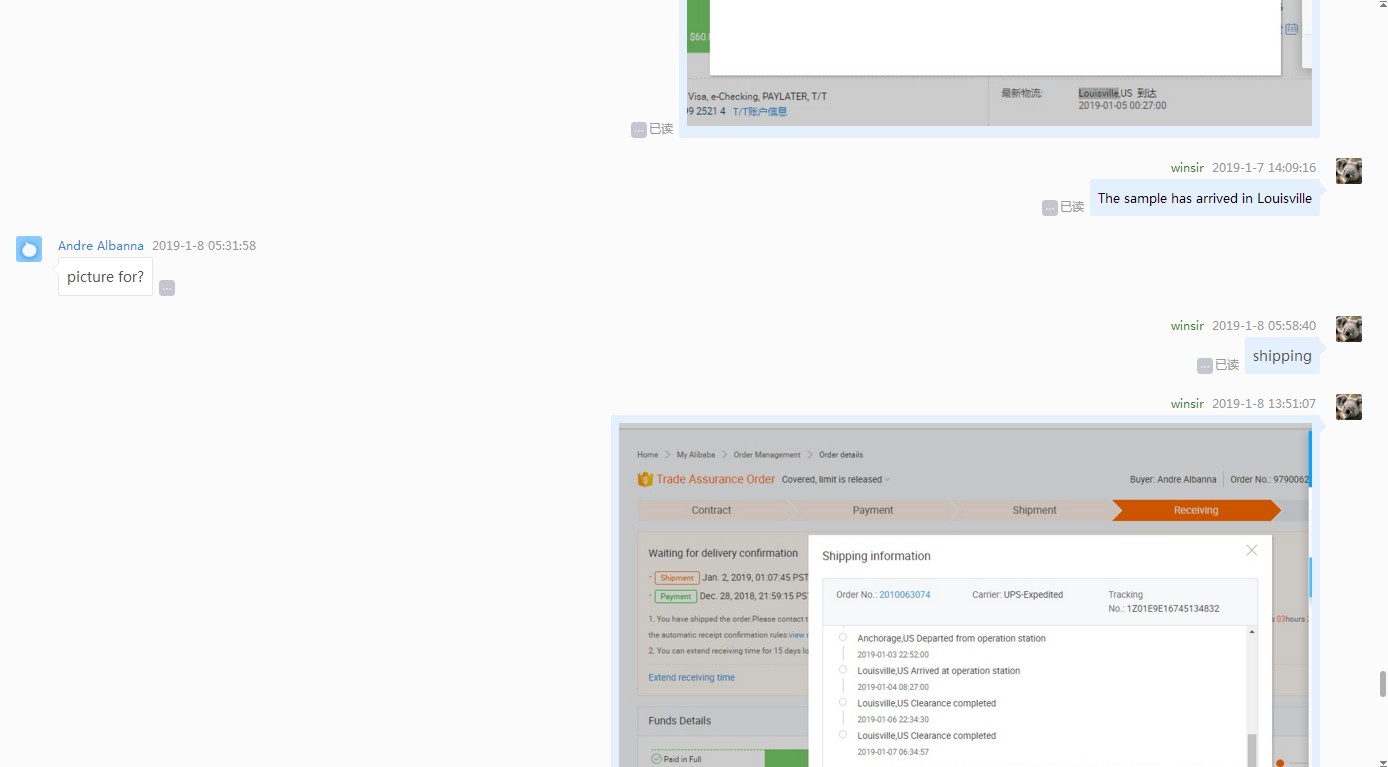 $60.
Visa, e-Checking, PAYLATER, T/T
99 2521 4 T/T账户信息
最新物流: Louisville,US 到达
2019-01-05 00:27:00
已读
winsir 2019-1-7 14:09:16
已读 The sample has arrived in Louisville
Andre Albanna 2019-1-8 05:31:58
picture for?
winsir 2019-1-8 05:58:40
已读 shipping
winsir 2019-1-8 13:51:07
Home > My Alibaba > Order Management > Order details
Trade Assurance Order Covered, limit is released
Buyer: Andre Albanna Order No.: 9790062
Contract Payment Shipment Receiving
Waiting for delivery confirmation
Shipment Jan. 2, 2019, 01:07:45 PST
Payment Dec. 28, 2018, 21:59:15 PS
1. You have shipped the order.Please contact t
03hours
the automatic receipt confirmation rules:view
2. You can extend receiving time for 15 days lo
Extend receiving time
Funds Details
Paid in Full
Shipping information
Order No.: 2010063074 Carrier: UPS-Expedited Tracking
No.: 1Z01E9E16745134832
Anchorage,US Departed from operation station
2019-01-03 22:52:00
Louisville,US Arrived at operation station
2019-01-04 08:27:00
Louisville,US Clearance completed
2019-01-06 22:34:30
Louisville,US Clearance completed
2019-01-07 06:34:57